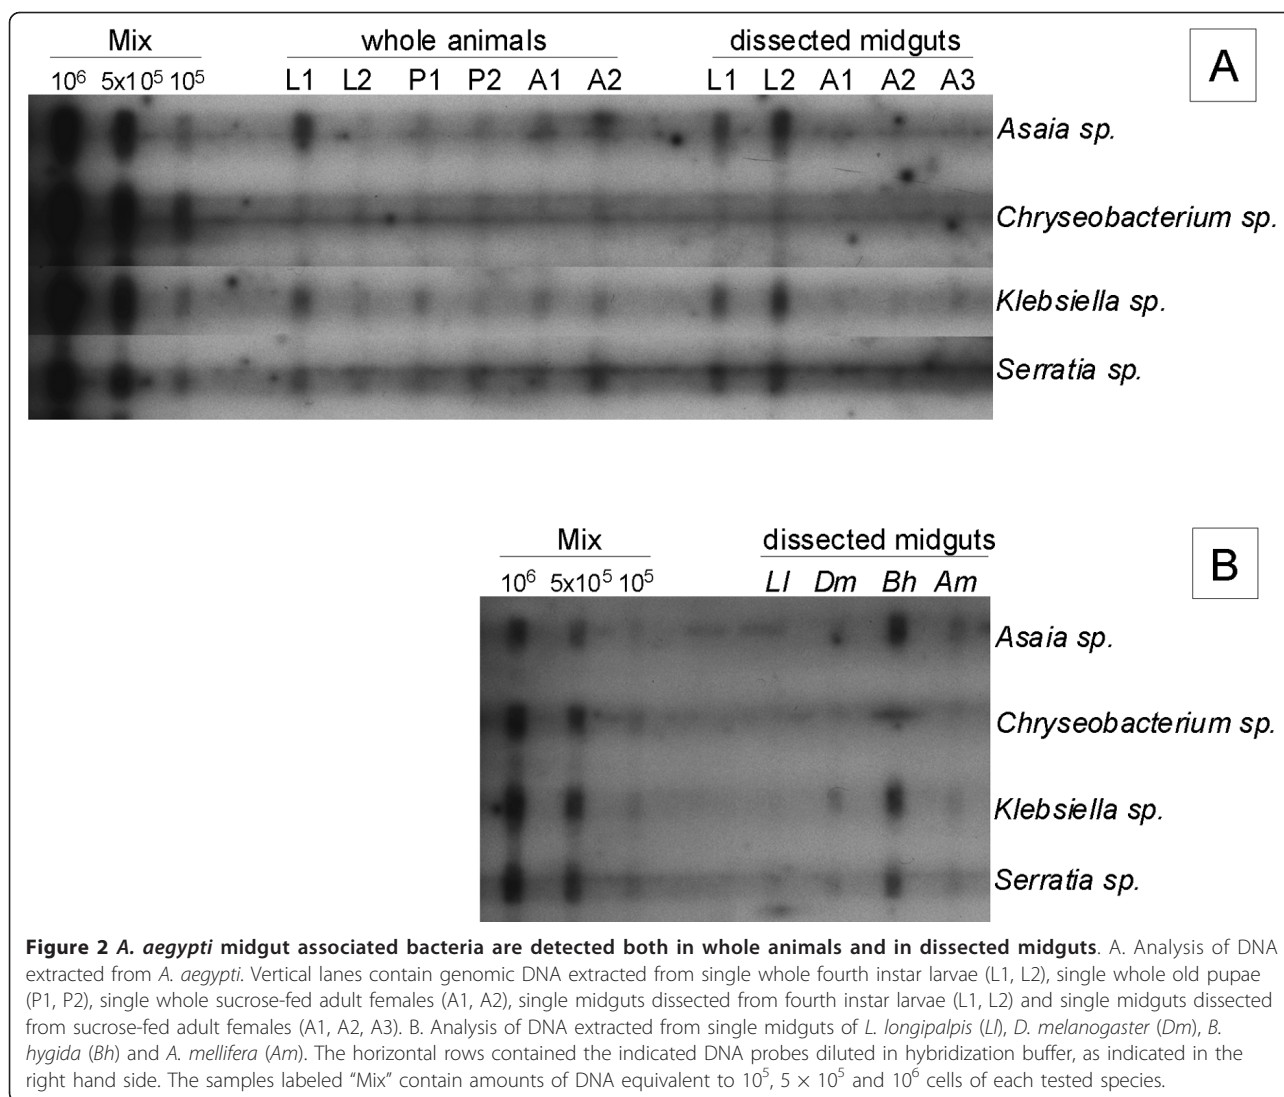 Mix whole animals dissected midguts A
10⁶ 5x10⁵ 10⁵ L1 L2 P1 P2 A1 A2 L1 L2 A1 A2 A3
Asaia sp.
Chryseobacterium sp.
Klebsiella sp.
Serratia sp.
Mix dissected midguts B
10⁶ 5x10⁵ 10⁵ Ll Dm Bh Am
Asaia sp.
Chryseobacterium sp.
Klebsiella sp.
Serratia sp.
Figure 2 A. aegypti midgut associated bacteria are detected both in whole animals and in dissected midguts. A. Analysis of DNA
extracted from A. aegypti. Vertical lanes contain genomic DNA extracted from single whole fourth instar larvae (L1, L2), single whole old pupae
(P1, P2), single whole sucrose-fed adult females (A1, A2), single midguts dissected from fourth instar larvae (L1, L2) and single midguts dissected
from sucrose-fed adult females (A1, A2, A3). B. Analysis of DNA extracted from single midguts of L. longipalpis (Ll), D. melanogaster (Dm), B.
hygida (Bh) and A. mellifera (Am). The horizontal rows contained the indicated DNA probes diluted in hybridization buffer, as indicated in the
right hand side. The samples labeled “Mix” contain amounts of DNA equivalent to 10⁵, 5 × 10⁵ and 10⁶ cells of each tested species.